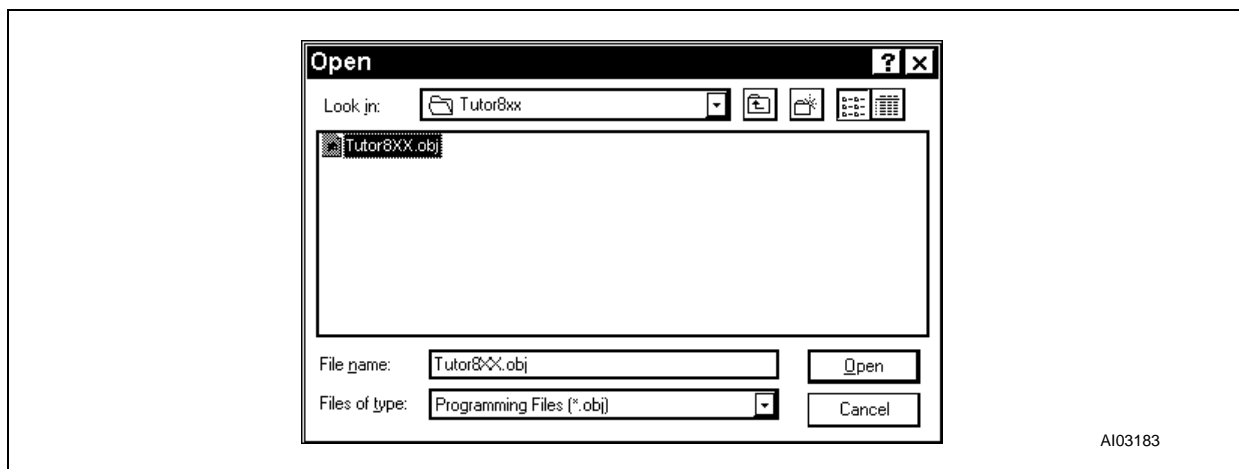 Open
Look in: Tutor8xx
Tutor8XX.obj
File name: Tutor8XX.obj Open
Files of type: Programming Files (*.obj) Cancel
AI03183